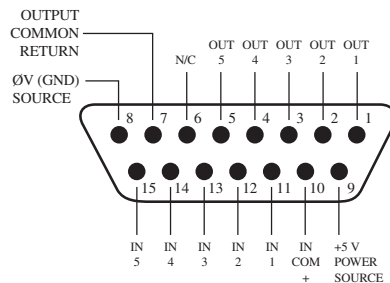 OUTPUT
COMMON
RETURN
ØV (GND)
SOURCE
N/C
OUT OUT OUT OUT OUT
5 4 3 2 1
8 7 6 5 4 3 2 1
15 14 13 12 11 10 9
IN IN IN IN IN IN +5 V
5 4 3 2 1 COM POWER
+ SOURCE